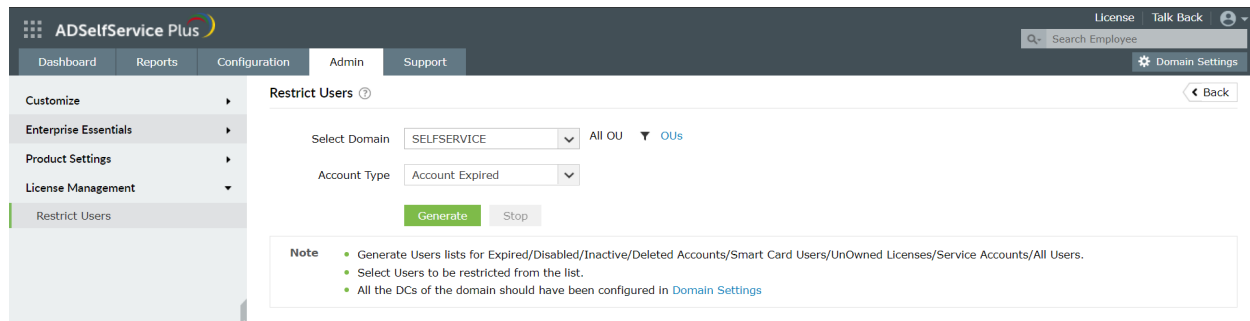 License Talk Back
ADSelfService Plus
Search Employee
Dashboard Reports Configuration Admin Support
Domain Settings
Customize
Enterprise Essentials
Product Settings
License Management
Restrict Users
Restrict Users ?
Back
Select Domain SELFSERVICE All OU OUs
Account Type Account Expired
Generate Stop
Note
• Generate Users lists for Expired/Disabled/Inactive/Deleted Accounts/Smart Card Users/UnOwned Licenses/Service Accounts/All Users.
• Select Users to be restricted from the list.
• All the DCs of the domain should have been configured in Domain Settings